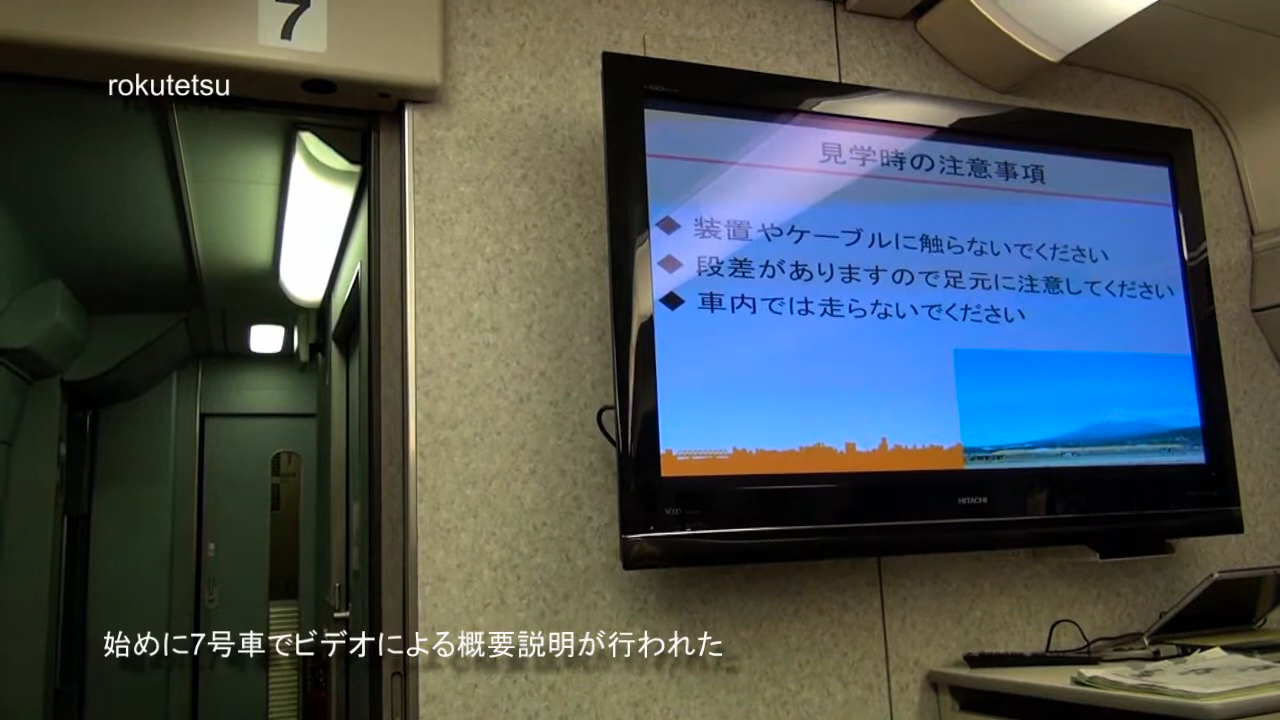 7
rokutetsu
見学時の注意事項
◆ 装置やケーブルに触らないでください
◆ 段差がありますので足元に注意してください
◆ 車内では走らないでください
HITACHI
始めに7号車でビデオによる概要説明が行われた